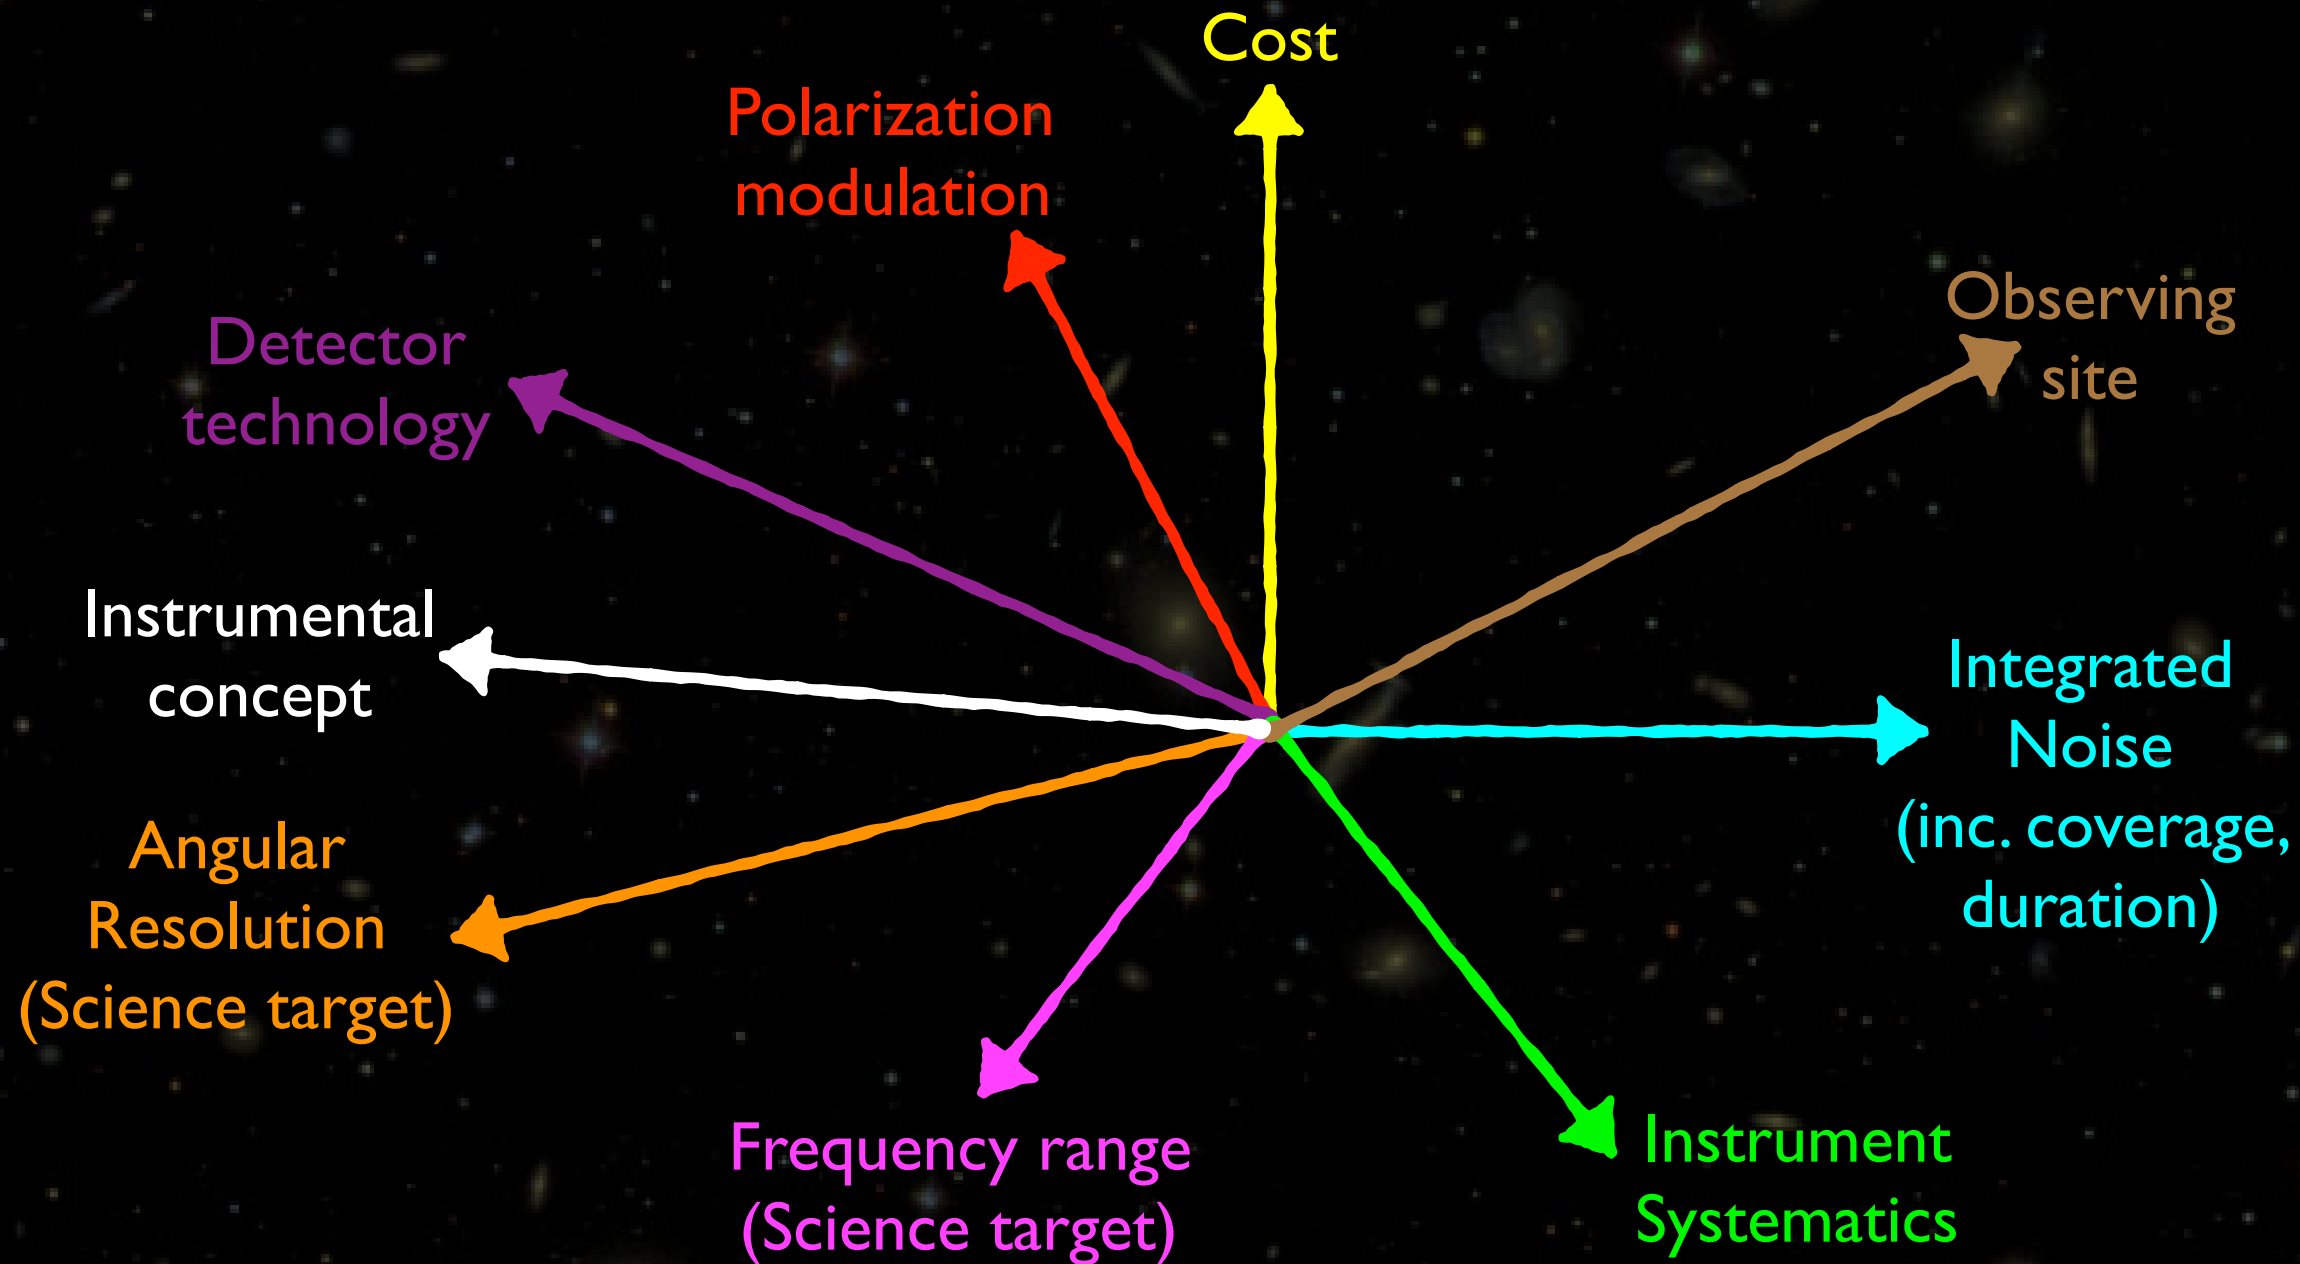 Cost
Polarization
modulation
Observing
site
Detector
technology
Instrumental
concept
Integrated
Noise
(inc. coverage,
duration)
Angular
Resolution
(Science target)
Frequency range
(Science target)
Instrument
Systematics